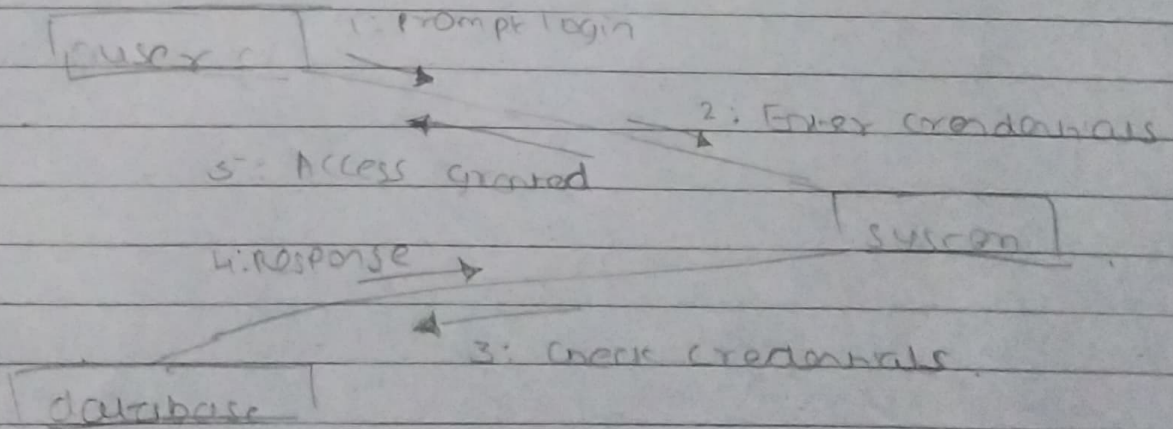 1: Prompt login
user
2: Enter credentials
5: Access Granted
system
4: Response
3: Check credentials
database